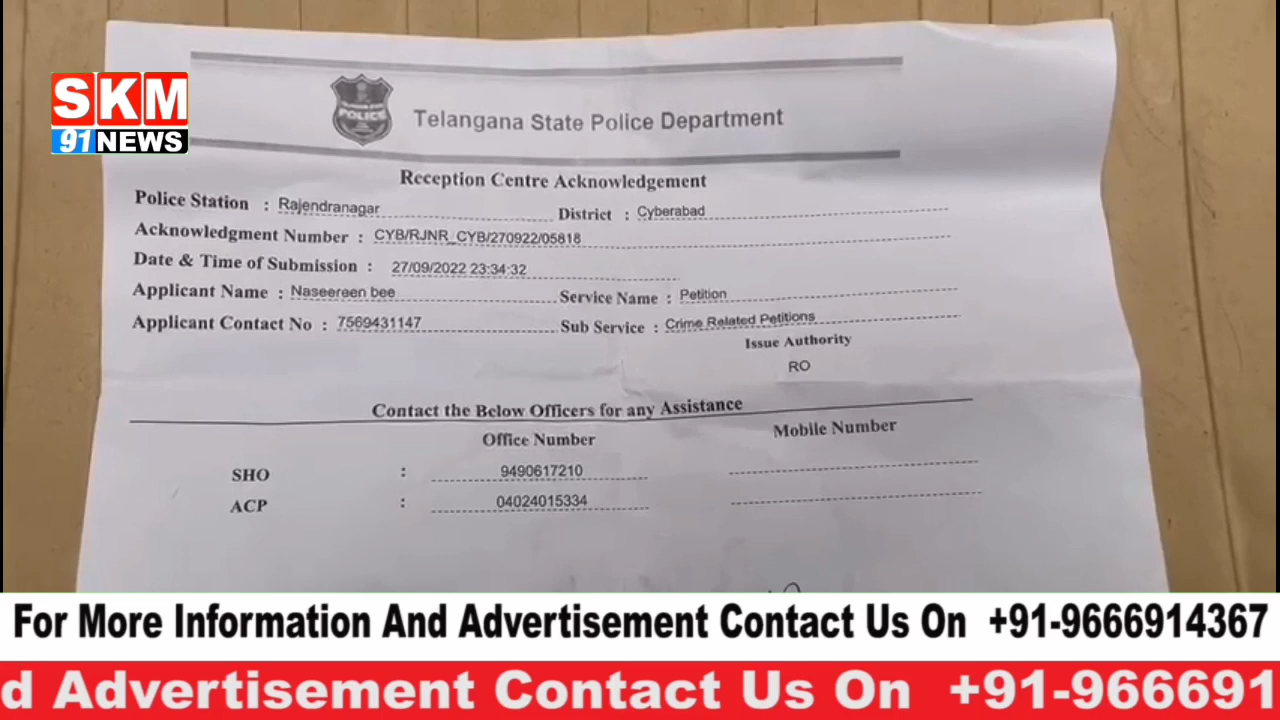 SKM
91 NEWS
POLICE
Telangana State Police Department
Reception Centre Acknowledgement
Police Station : Rajendranagar District : Cyberabad
Acknowledgment Number : CYB/RJNR_CYB/270922/05818
Date & Time of Submission : 27/09/2022 23:34:32
Applicant Name : Naseereen bee Service Name : Petition
Applicant Contact No : 7569431147 Sub Service : Crime Related Petitions
Issue Authority
RO
Contact the Below Officers for any Assistance
Office Number Mobile Number
SHO : 9490617210
ACP : 04024015334
For More Information And Advertisement Contact Us On +91-9666914367
d Advertisement Contact Us On +91-966691